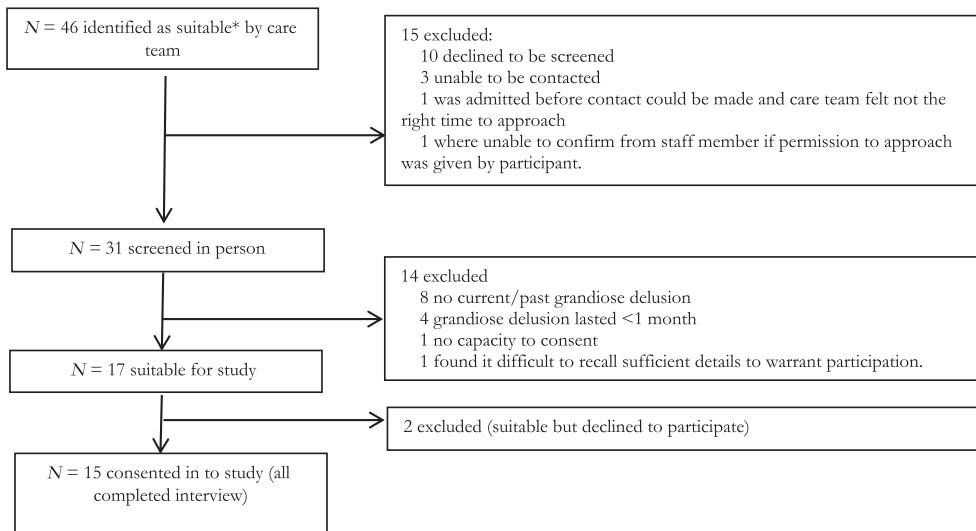 N = 46 identified as suitable* by care
team
15 excluded:
10 declined to be screened
3 unable to be contacted
1 was admitted before contact could be made and care team felt not the
right time to approach
1 where unable to confirm from staff member if permission to approach
was given by participant.
N = 31 screened in person
14 excluded
8 no current/past grandiose delusion
4 grandiose delusion lasted <1 month
1 no capacity to consent
1 found it difficult to recall sufficient details to warrant participation.
N = 17 suitable for study
2 excluded (suitable but declined to participate)
N = 15 consented in to study (all
completed interview)